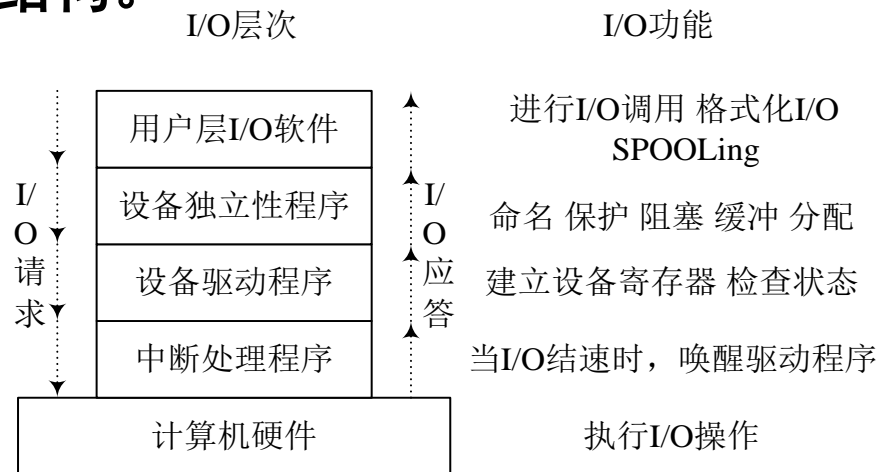 结构。
I/O层次 I/O功能
用户层I/O软件 进行I/O调用 格式化I/O
SPOOLing
设备独立性程序 命名 保护 阻塞 缓冲 分配
设备驱动程序 建立设备寄存器 检查状态
中断处理程序 当I/O结速时，唤醒驱动程序
计算机硬件 执行I/O操作
I/
O
请
求
I/
O
应
答